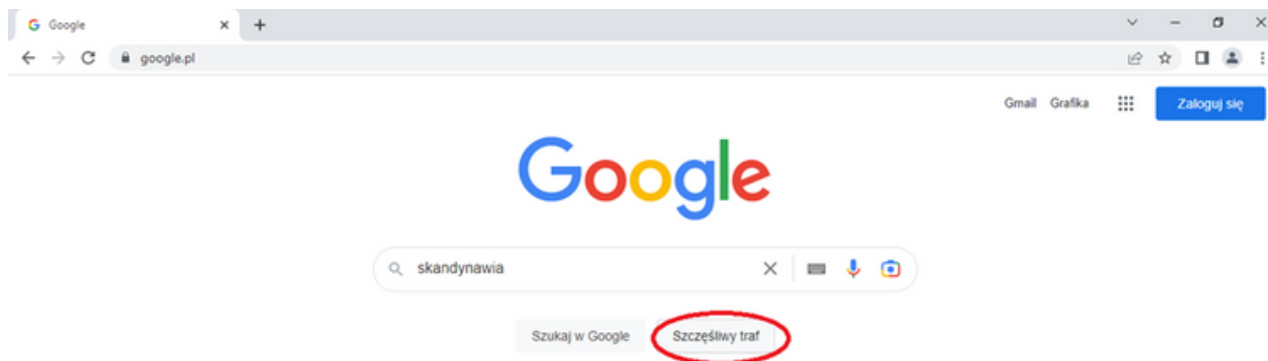 Google
google.pl
Gmail Grafika Zaloguj się
Google
skandynawia
Szukaj w Google Szczęśliwy traf